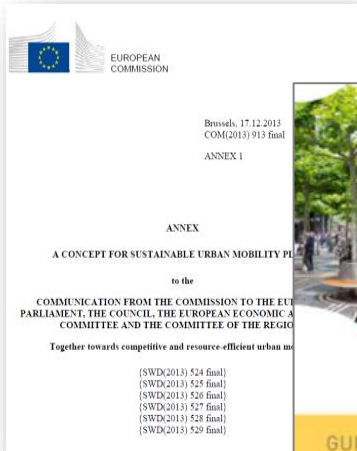 EUROPEAN
COMMISSION
Brussels, 17.12.2013
COM(2013) 913 final
ANNEX 1
ANNEX
A CONCEPT FOR SUSTAINABLE URBAN MOBILITY PL
to the
COMMUNICATION FROM THE COMMISSION TO THE EU
PARLIAMENT, THE COUNCIL, THE EUROPEAN ECONOMIC A
COMMITTEE AND THE COMMITTEE OF THE REGIO
Together towards competitive and resource-efficient urban mo
{SWD(2013) 524 final}
{SWD(2013) 525 final}
{SWD(2013) 526 final}
{SWD(2013) 527 final}
{SWD(2013) 528 final}
{SWD(2013) 529 final}
GUI